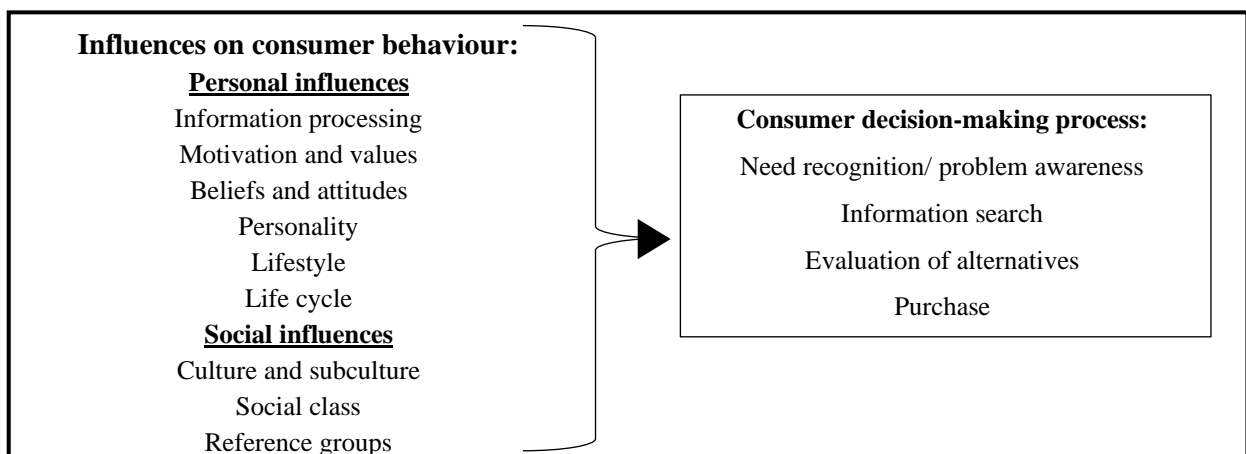 Influences on consumer behaviour:
Personal influences
Information processing
Motivation and values
Beliefs and attitudes
Personality
Lifestyle
Life cycle
Social influences
Culture and subculture
Social class
Reference groups
Consumer decision-making process:
Need recognition/ problem awareness
Information search
Evaluation of alternatives
Purchase